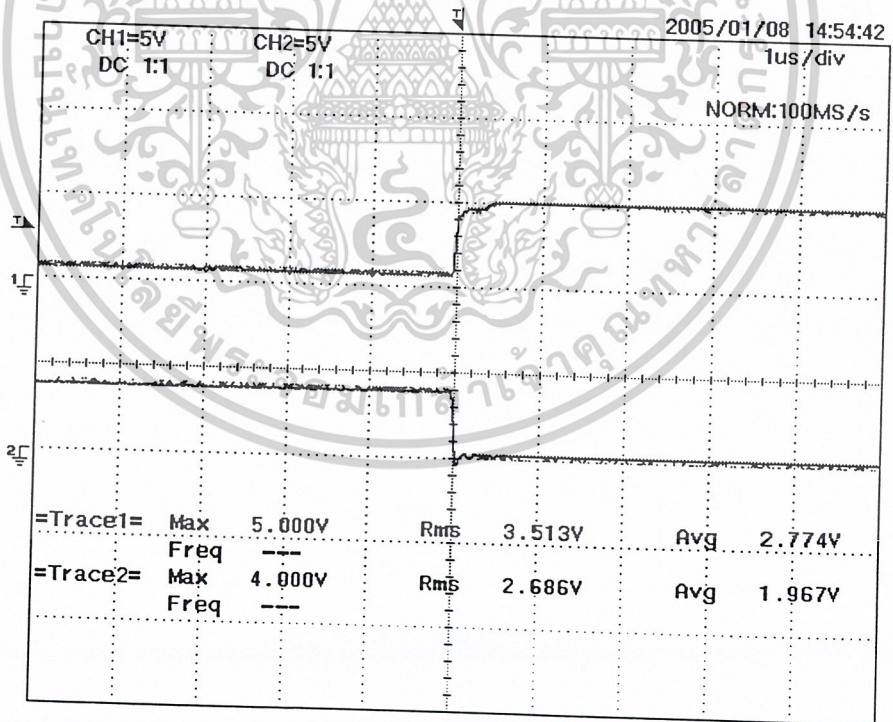 2005/01/08 14:54:42
CH1=5V CH2=5V 1us/div
DC 1:1 DC 1:1
NORM:100MS/s
T
T
1
2
=Trace1= Max 5.000V Rms 3.513V Avg 2.774V
Freq ---
=Trace2= Max 4.000V Rms 2.686V Avg 1.967V
Freq ---